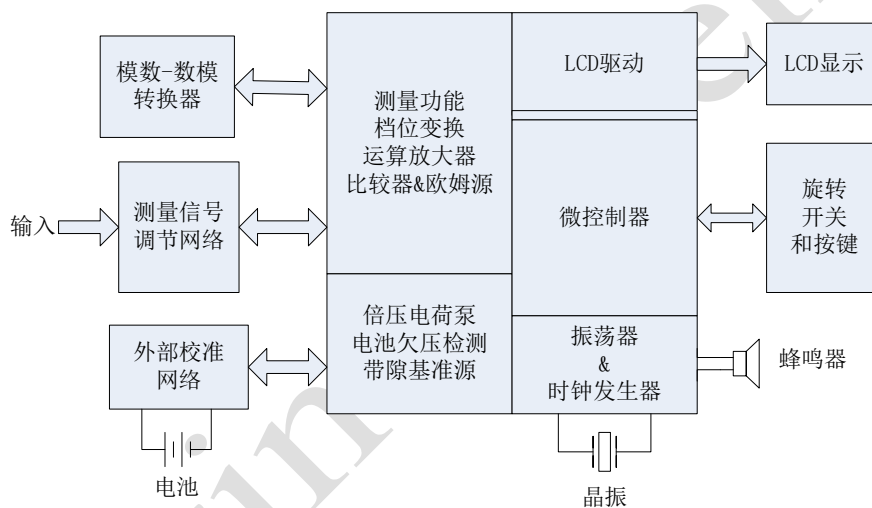 模数-数模
转换器
测量功能
档位变换
运算放大器
比较器&欧姆源
LCD驱动
LCD显示
输入
测量信号
调节网络
微控制器
旋转
开关
和按键
外部校准
网络
倍压电荷泵
电池欠压检测
带隙基准源
振荡器
&
时钟发生器
蜂鸣器
电池
晶振